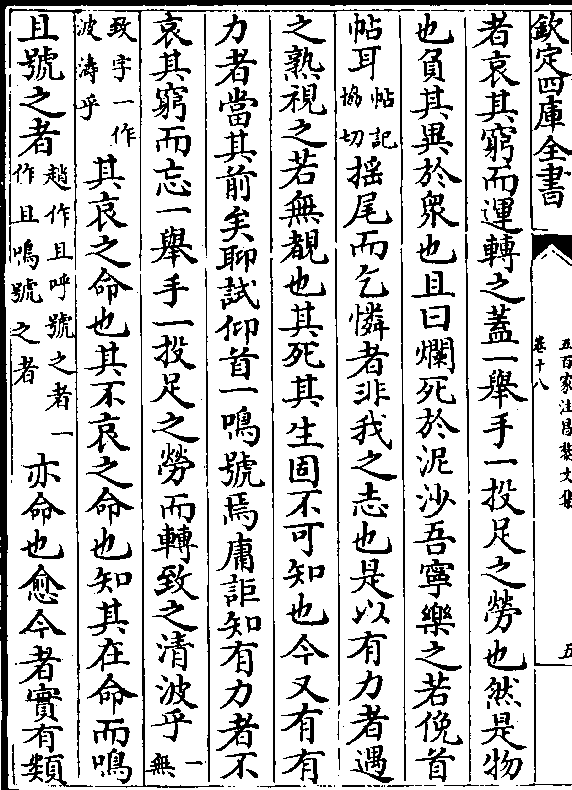 欽定四庫全書
五百家注昌黎文集
卷十八
五
者哀其窮而運轉之蓋一舉手一投足之勞也然是物
也負其異於衆也且曰爛死於泥沙吾寧樂之若俛首
帖耳帖記協切搖尾而乞憐者非我之志也是以有力者遇
之熟視之若無覩也其死其生固不可知也今又有有
力者當其前矣聊試仰首一鳴號焉庸詎知有力者不
哀其窮而忘一舉手一投足之勞而轉致之清波乎一無
致字一作波濤乎其哀之命也其不哀之命也知其在命而鳴
且號之者趙作且呼號之者一作且鳴號之者亦命也愈今者實有類